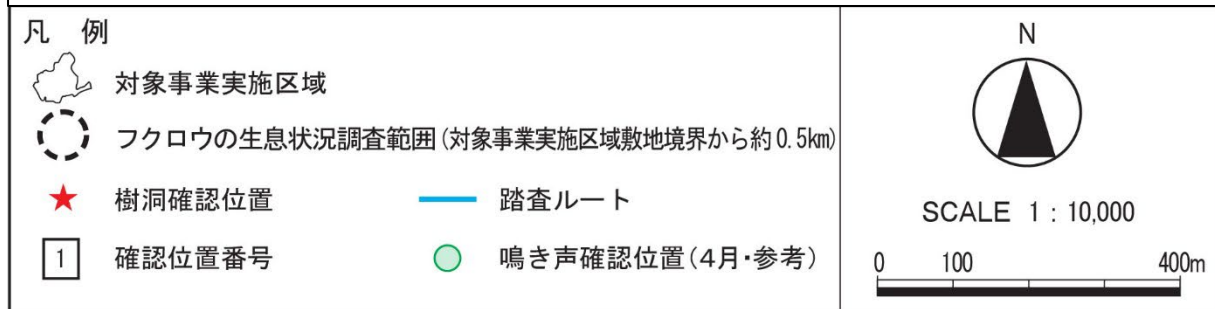 凡 例
対象事業実施区域
フクロウの生息状況調査範囲(対象事業実施区域敷地境界から約0.5km)
樹洞確認位置
踏査ルート
1
確認位置番号
鳴き声確認位置(4月・参考)
N
SCALE 1 : 10,000
0 100 400m